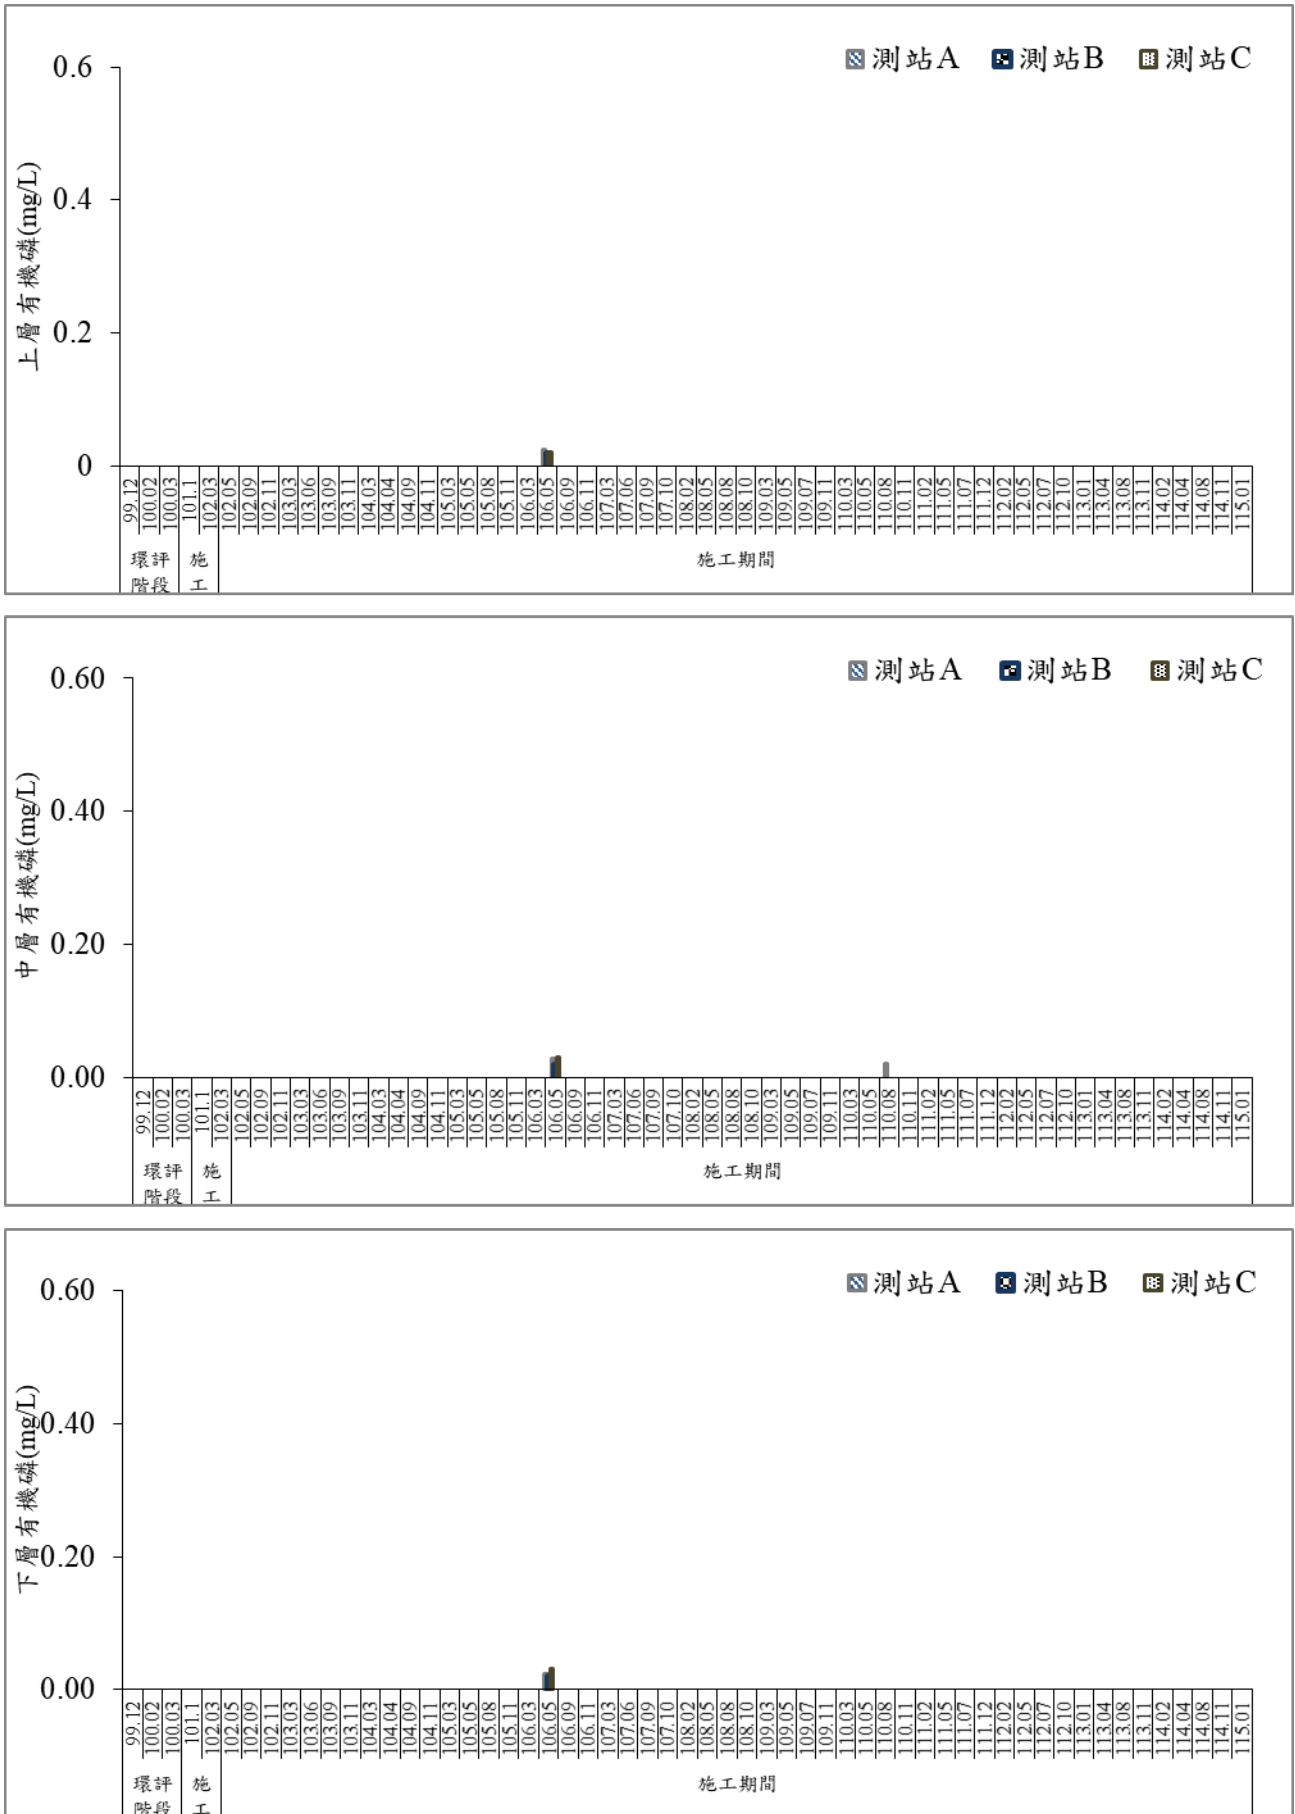 測站A 測站B 測站C
上層有機磷(mg/L)
0.6
0.4
0.2
0
99.12 100.02 100.03 101.1 102.03 102.05 102.09 102.11 103.03 103.06 103.09 103.11 104.03 104.04 104.09 104.11 105.03 105.05 105.08 105.11 106.03 106.05 106.09 106.11 107.03 107.06 107.09 107.10 108.02 108.05 108.08 108.10 109.03 109.05 109.07 109.11 110.03 110.05 110.08 110.11 111.02 111.05 111.07 111.12 112.02 112.05 112.07 112.10 113.01 113.04 113.08 113.11 114.02 114.04 114.08 114.11 115.01
環評 施 施工期間
階段 工
測站A 測站B 測站C
中層有機磷(mg/L)
0.60
0.40
0.20
0.00
99.12 100.02 100.03 101.1 102.03 102.05 102.09 102.11 103.03 103.06 103.09 103.11 104.03 104.04 104.09 104.11 105.03 105.05 105.08 105.11 106.03 106.05 106.09 106.11 107.03 107.06 107.09 107.10 108.02 108.05 108.08 108.10 109.03 109.05 109.07 109.11 110.03 110.05 110.08 110.11 111.02 111.05 111.07 111.12 112.02 112.05 112.07 112.10 113.01 113.04 113.08 113.11 114.02 114.04 114.08 114.11 115.01
環評 施 施工期間
階段 工
測站A 測站B 測站C
下層有機磷(mg/L)
0.60
0.40
0.20
0.00
99.12 100.02 100.03 101.1 102.03 102.05 102.09 102.11 103.03 103.06 103.09 103.11 104.03 104.04 104.09 104.11 105.03 105.05 105.08 105.11 106.03 106.05 106.09 106.11 107.03 107.06 107.09 107.10 108.02 108.05 108.08 108.10 109.03 109.05 109.07 109.11 110.03 110.05 110.08 110.11 111.02 111.05 111.07 111.12 112.02 112.05 112.07 112.10 113.01 113.04 113.08 113.11 114.02 114.04 114.08 114.11 115.01
環評 施 施工期間
階段 工